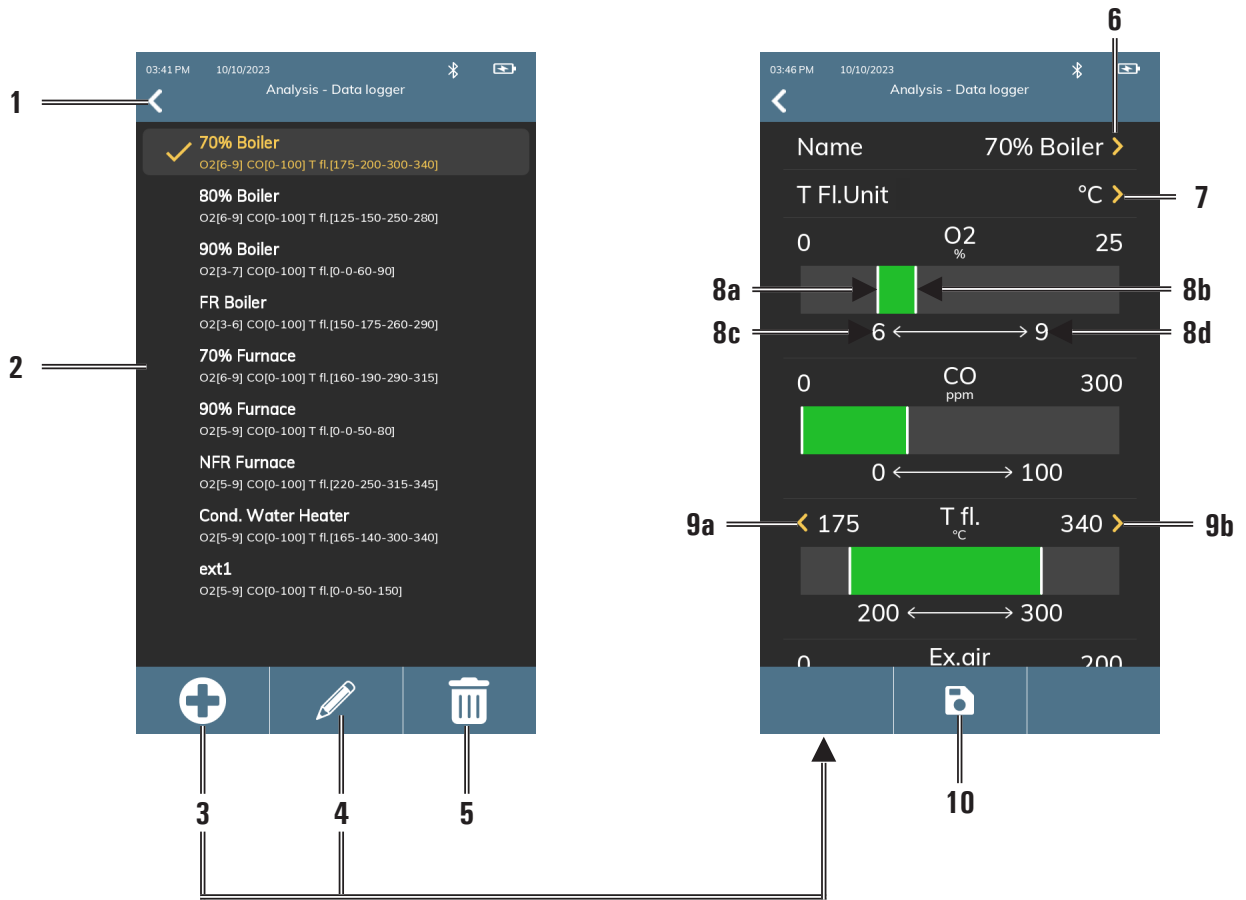 6
03:41 PM 10/10/2023
Analysis - Data logger
1
70% Boiler
O2[6-9] CO[0-100] T fl.[175-200-300-340]
80% Boiler
O2[6-9] CO[0-100] T fl.[125-150-250-280]
90% Boiler
O2[3-7] CO[0-100] T fl.[0-0-60-90]
FR Boiler
O2[3-6] CO[0-100] T fl.[150-175-260-290]
70% Furnace
O2[6-9] CO[0-100] T fl.[160-190-290-315]
2
90% Furnace
O2[5-9] CO[0-100] T fl.[0-0-50-80]
NFR Furnace
O2[5-9] CO[0-100] T fl.[220-250-315-345]
Cond. Water Heater
O2[5-9] CO[0-100] T fl.[165-140-300-340]
ext1
O2[5-9] CO[0-100] T fl.[0-0-50-150]
3 4 5
03:46 PM 10/10/2023
Analysis - Data logger
Name 70% Boiler
T Fl.Unit °C
7
0 O2 25
%
8a 8b
8c 6 9 8d
0 CO 300
ppm
0 100
9a 175 T fl. 340 9b
°C
200 300
0 Ex.air 200
10